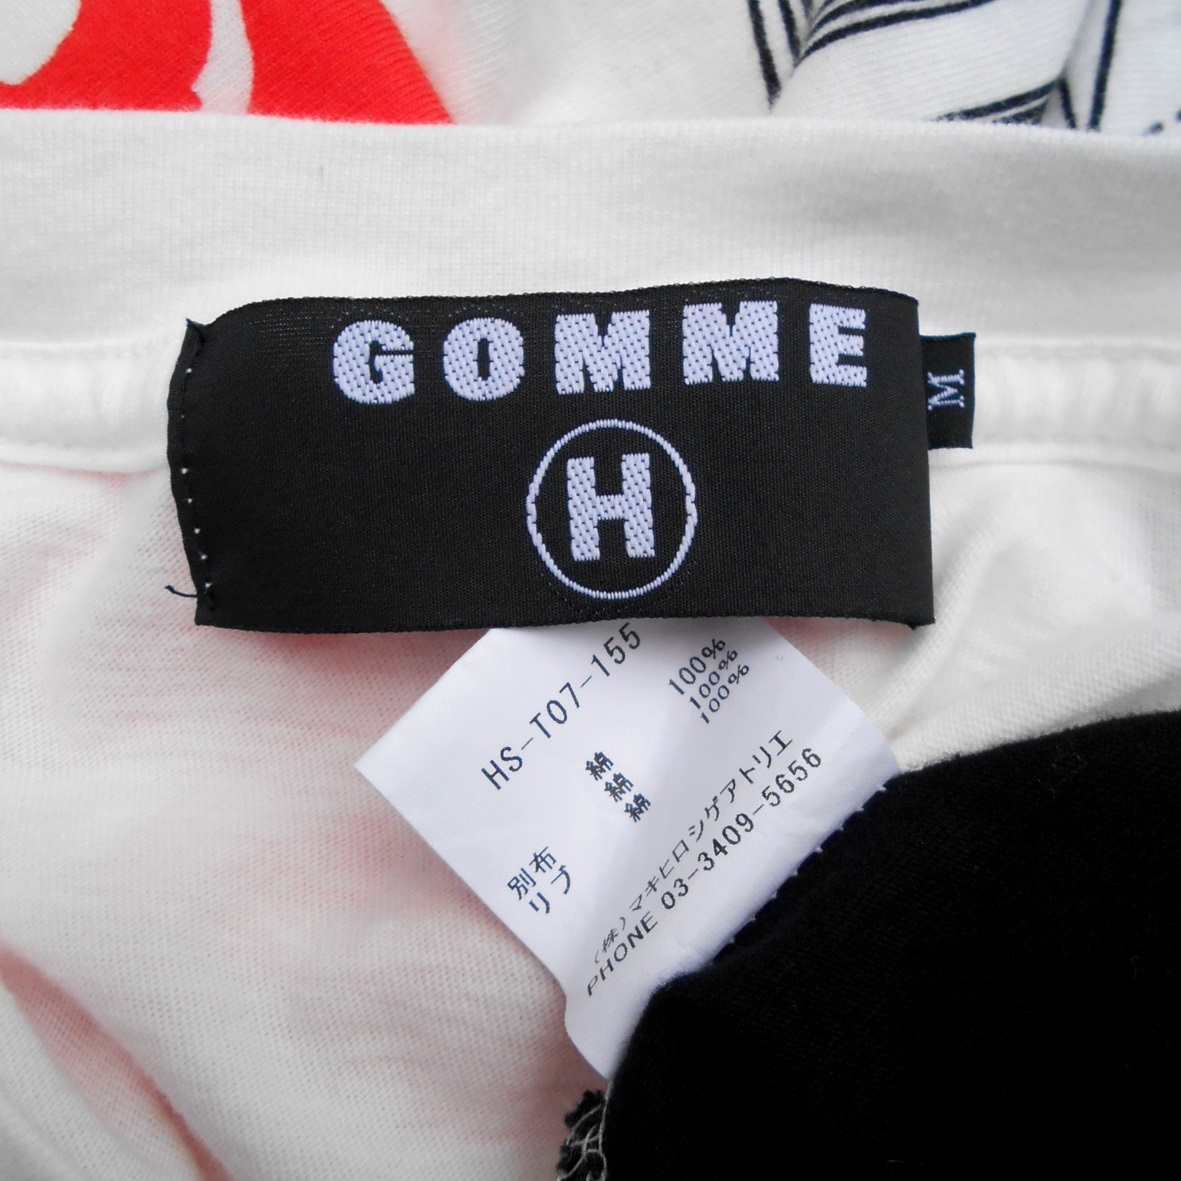 GOMME
H
M
HS-T07-155
綿 100%
別布 綿 100%
リブ 綿 100%
(株)マキヒロシゲアトリエ
PHONE 03-3409-5656